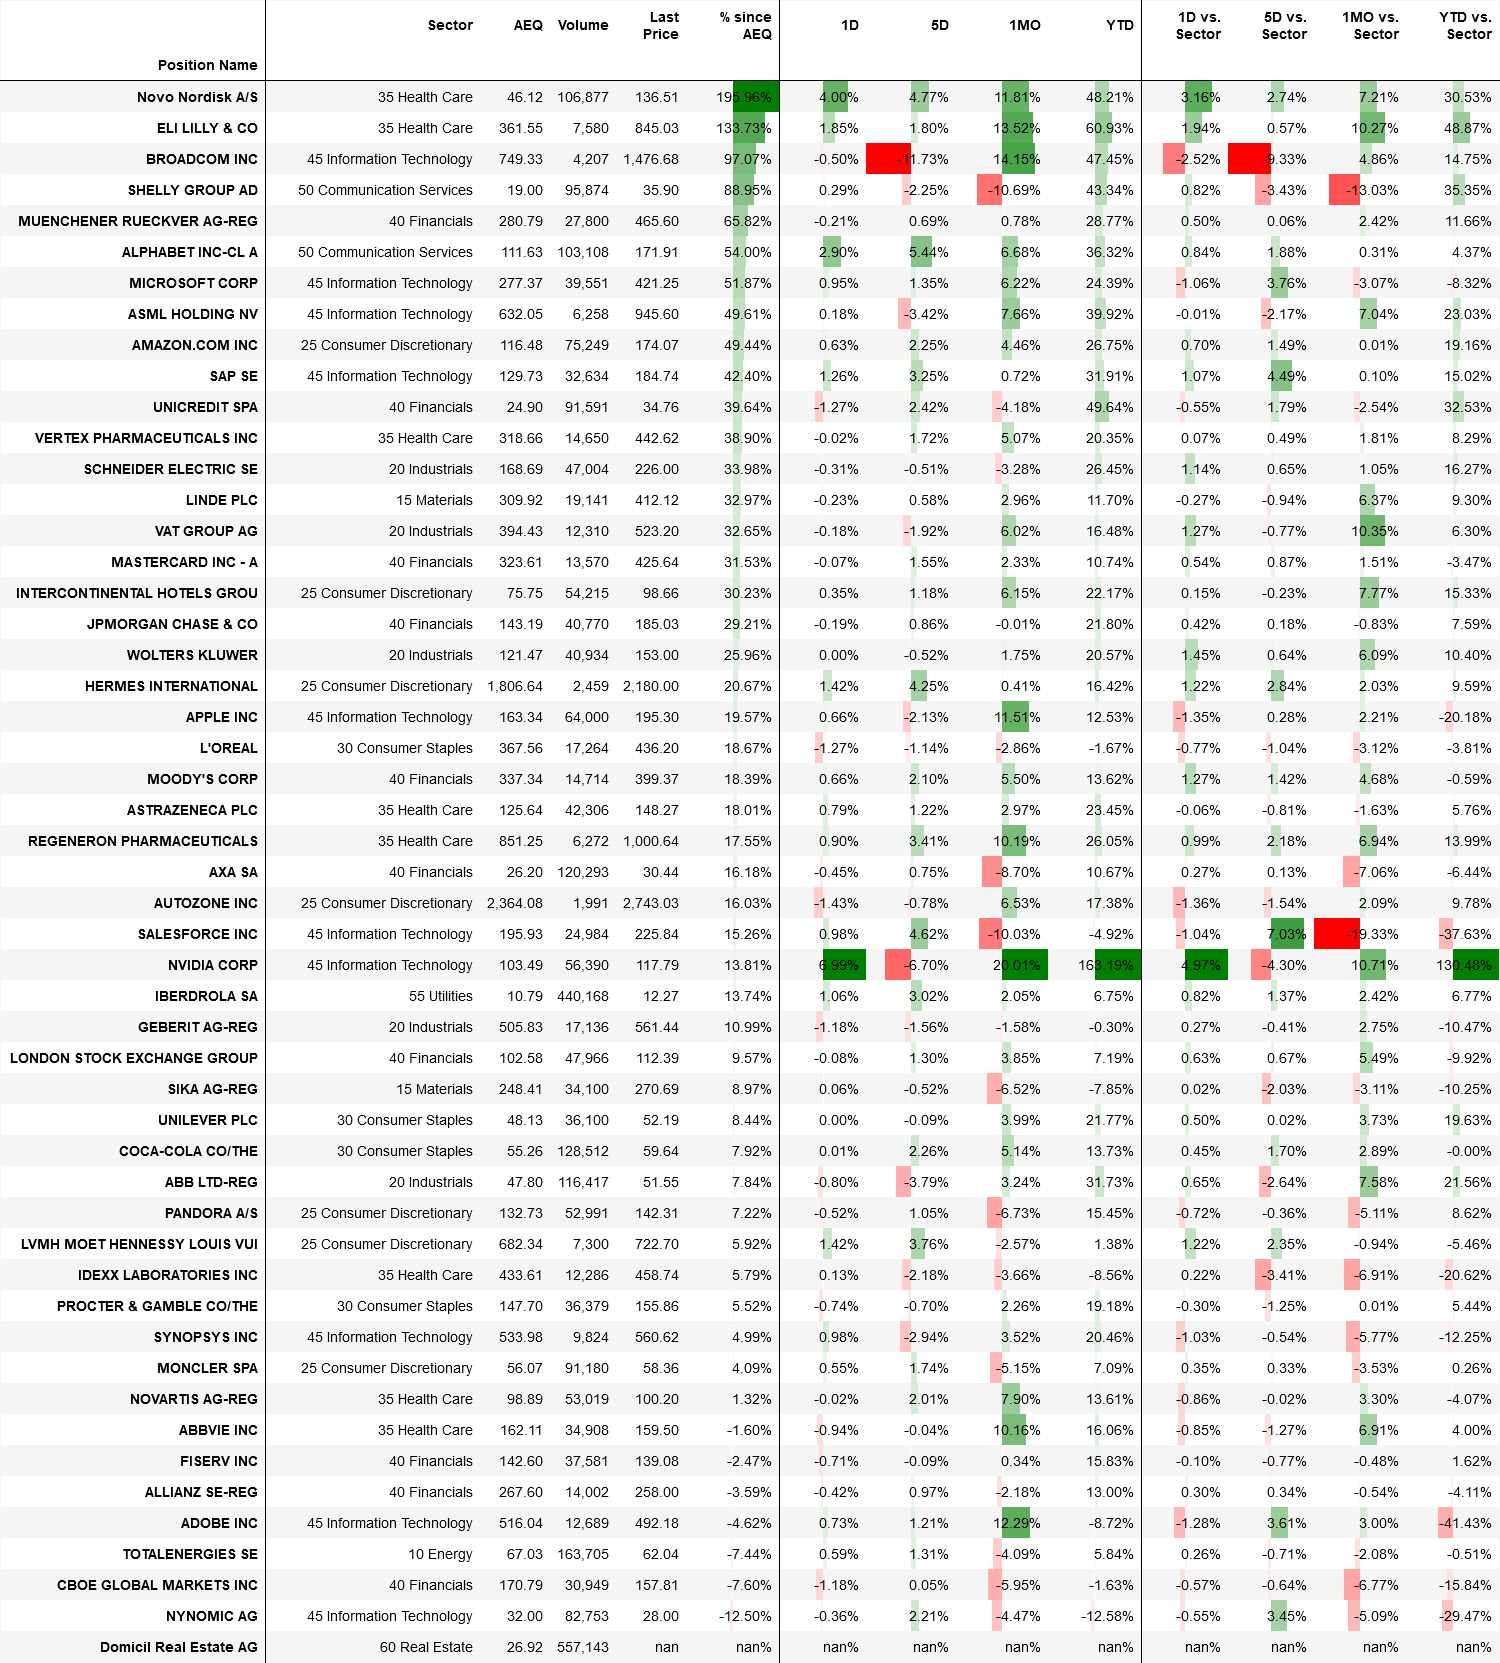 Position Name Sector AEQ Volume Last Price % since AEQ 1D 5D 1MO YTD 1D vs. Sector 5D vs. Sector 1MO vs. Sector YTD vs. Sector
Novo Nordisk A/S 35 Health Care 46.12 106,877 136.51 195.96% 4.00% 4.77% 11.81% 48.21% 3.16% 2.74% 7.21% 30.53%
ELI LILLY & CO 35 Health Care 361.55 7,580 845.03 133.73% 1.85% 1.80% 13.52% 60.93% 1.94% 0.57% 10.27% 48.87%
BROADCOM INC 45 Information Technology 749.33 4,207 1,476.68 97.07% -0.50% -11.73% 14.15% 47.45% -2.52% -9.33% 4.86% 14.75%
SHELLY GROUP AD 50 Communication Services 19.00 95,874 35.90 88.95% 0.29% -2.25% -10.69% 43.34% 0.82% -3.43% -13.03% 35.35%
MUENCHENER RUECKVER AG-REG 40 Financials 280.79 27,800 465.60 65.82% -0.21% 0.69% 0.78% 28.77% 0.50% 0.06% 2.42% 11.66%
ALPHABET INC-CL A 50 Communication Services 111.63 103,108 171.91 54.00% 2.90% 5.44% 6.68% 36.32% 0.84% 1.88% 0.31% 4.37%
MICROSOFT CORP 45 Information Technology 277.37 39,551 421.25 51.87% 0.95% 1.35% 6.22% 24.39% -1.06% 3.76% -3.07% -8.32%
ASML HOLDING NV 45 Information Technology 632.05 6,258 945.60 49.61% 0.18% -3.42% 7.66% 39.92% -0.01% -2.17% 7.04% 23.03%
AMAZON.COM INC 25 Consumer Discretionary 116.48 75,249 174.07 49.44% 0.63% 2.25% 4.46% 26.75% 0.70% 1.49% 0.01% 19.16%
SAP SE 45 Information Technology 129.73 32,634 184.74 42.40% 1.26% 3.25% 0.72% 31.91% 1.07% 4.49% 0.10% 15.02%
UNICREDIT SPA 40 Financials 24.90 91,591 34.76 39.64% -1.27% 2.42% -4.18% 49.64% -0.55% 1.79% -2.54% 32.53%
VERTEX PHARMACEUTICALS INC 35 Health Care 318.66 14,650 442.62 38.90% -0.02% 1.72% 5.07% 20.35% 0.07% 0.49% 1.81% 8.29%
SCHNEIDER ELECTRIC SE 20 Industrials 168.69 47,004 226.00 33.98% -0.31% -0.51% -3.28% 26.45% 1.14% 0.65% 1.05% 16.27%
LINDE PLC 15 Materials 309.92 19,141 412.12 32.97% -0.23% 0.58% 2.96% 11.70% -0.27% -0.94% 6.37% 9.30%
VAT GROUP AG 20 Industrials 394.43 12,310 523.20 32.65% -0.18% -1.92% 6.02% 16.48% 1.27% -0.77% 10.35% 6.30%
MASTERCARD INC - A 40 Financials 323.61 13,570 425.64 31.53% -0.07% 1.55% 2.33% 10.74% 0.54% 0.87% 1.51% -3.47%
INTERCONTINENTAL HOTELS GROU 25 Consumer Discretionary 75.75 54,215 98.66 30.23% 0.35% 1.18% 6.15% 22.17% 0.15% -0.23% 7.77% 15.33%
JPMORGAN CHASE & CO 40 Financials 143.19 40,770 185.03 29.21% -0.19% 0.86% -0.01% 21.80% 0.42% 0.18% -0.83% 7.59%
WOLTERS KLUWER 20 Industrials 121.47 40,934 153.00 25.96% 0.00% -0.52% 1.75% 20.57% 1.45% 0.64% 6.09% 10.40%
HERMES INTERNATIONAL 25 Consumer Discretionary 1,806.64 2,459 2,180.00 20.67% 1.42% 4.25% 0.41% 16.42% 1.22% 2.84% 2.03% 9.59%
APPLE INC 45 Information Technology 163.34 64,000 195.30 19.57% 0.66% -2.13% 11.51% 12.53% -1.35% 0.28% 2.21% -20.18%
L'OREAL 30 Consumer Staples 367.56 17,264 436.20 18.67% -1.27% -1.14% -2.86% -1.67% -0.77% -1.04% -3.12% -3.81%
MOODY'S CORP 40 Financials 337.34 14,714 399.37 18.39% 0.66% 2.10% 5.50% 13.62% 1.27% 1.42% 4.68% -0.59%
ASTRAZENECA PLC 35 Health Care 125.64 42,306 148.27 18.01% 0.79% 1.22% 2.97% 23.45% -0.06% -0.81% -1.63% 5.76%
REGENERON PHARMACEUTICALS 35 Health Care 851.25 6,272 1,000.64 17.55% 0.90% 3.41% 10.19% 26.05% 0.99% 2.18% 6.94% 13.99%
AXA SA 40 Financials 26.20 120,293 30.44 16.18% -0.45% 0.75% -8.70% 10.67% 0.27% 0.13% -7.06% -6.44%
AUTOZONE INC 25 Consumer Discretionary 2,364.08 1,991 2,743.03 16.03% -1.43% -0.78% 6.53% 17.38% -1.36% -1.54% 2.09% 9.78%
SALESFORCE INC 45 Information Technology 195.93 24,984 225.84 15.26% 0.98% 4.62% -10.03% -4.92% -1.04% 7.03% -19.33% -37.63%
NVIDIA CORP 45 Information Technology 103.49 56,390 117.79 13.81% 6.99% -6.70% 20.01% 163.19% 4.97% -4.30% 10.71% 130.48%
IBERDROLA SA 55 Utilities 10.79 440,168 12.27 13.74% 1.06% 3.02% 2.05% 6.75% 0.82% 1.37% 2.42% 6.77%
GEBERIT AG-REG 20 Industrials 505.83 17,136 561.44 10.99% -1.18% -1.56% -1.58% -0.30% 0.27% -0.41% 2.75% -10.47%
LONDON STOCK EXCHANGE GROUP 40 Financials 102.58 47,966 112.39 9.57% -0.08% 1.30% 3.85% 7.19% 0.63% 0.67% 5.49% -9.92%
SIKA AG-REG 15 Materials 248.41 34,100 270.69 8.97% 0.06% -0.52% -6.52% -7.85% 0.02% -2.03% -3.11% -10.25%
UNILEVER PLC 30 Consumer Staples 48.13 36,100 52.19 8.44% 0.00% -0.09% 3.99% 21.77% 0.50% 0.02% 3.73% 19.63%
COCA-COLA CO/THE 30 Consumer Staples 55.26 128,512 59.64 7.92% 0.01% 2.26% 5.14% 13.73% 0.45% 1.70% 2.89% -0.00%
ABB LTD-REG 20 Industrials 47.80 116,417 51.55 7.84% -0.80% -3.79% 3.24% 31.73% 0.65% -2.64% 7.58% 21.56%
PANDORA A/S 25 Consumer Discretionary 132.73 52,991 142.31 7.22% -0.52% 1.05% -6.73% 15.45% -0.72% -0.36% -5.11% 8.62%
LVMH MOET HENNESSY LOUIS VUI 25 Consumer Discretionary 682.34 7,300 722.70 5.92% 1.42% 3.76% -2.57% 1.38% 1.22% 2.35% -0.94% -5.46%
IDEXX LABORATORIES INC 35 Health Care 433.61 12,286 458.74 5.79% 0.13% -2.18% -3.66% -8.56% 0.22% -3.41% -6.91% -20.62%
PROCTER & GAMBLE CO/THE 30 Consumer Staples 147.70 36,379 155.86 5.52% -0.74% -0.70% 2.26% 19.18% -0.30% -1.25% 0.01% 5.44%
SYNOPSYS INC 45 Information Technology 533.98 9,824 560.62 4.99% 0.98% -2.94% 3.52% 20.46% -1.03% -0.54% -5.77% -12.25%
MONCLER SPA 25 Consumer Discretionary 56.07 91,180 58.36 4.09% 0.55% 1.74% -5.15% 7.09% 0.35% 0.33% -3.53% 0.26%
NOVARTIS AG-REG 35 Health Care 98.89 53,019 100.20 1.32% -0.02% 2.01% 7.90% 13.61% -0.86% -0.02% 3.30% -4.07%
ABBVIE INC 35 Health Care 162.11 34,908 159.50 -1.60% -0.94% -0.04% 10.16% 16.06% -0.85% -1.27% 6.91% 4.00%
FISERV INC 40 Financials 142.60 37,581 139.08 -2.47% -0.71% -0.09% 0.34% 15.83% -0.10% -0.77% -0.48% 1.62%
ALLIANZ SE-REG 40 Financials 267.60 14,002 258.00 -3.59% -0.42% 0.97% -2.18% 13.00% 0.30% 0.34% -0.54% -4.11%
ADOBE INC 45 Information Technology 516.04 12,689 492.18 -4.62% 0.73% 1.21% 12.29% -8.72% -1.28% 3.61% 3.00% -41.43%
TOTALENERGIES SE 10 Energy 67.03 163,705 62.04 -7.44% 0.59% 1.31% -4.09% 5.84% 0.26% -0.71% -2.08% -0.51%
CBOE GLOBAL MARKETS INC 40 Financials 170.79 30,949 157.81 -7.60% -1.18% 0.05% -5.95% -1.63% -0.57% -0.64% -6.77% -15.84%
NYNOMIC AG 45 Information Technology 32.00 82,753 28.00 -12.50% -0.36% 2.21% -4.47% -12.58% -0.55% 3.45% -5.09% -29.47%
Domicil Real Estate AG 60 Real Estate 26.92 557,143 nan nan% nan% nan% nan% nan% nan% nan% nan% nan%